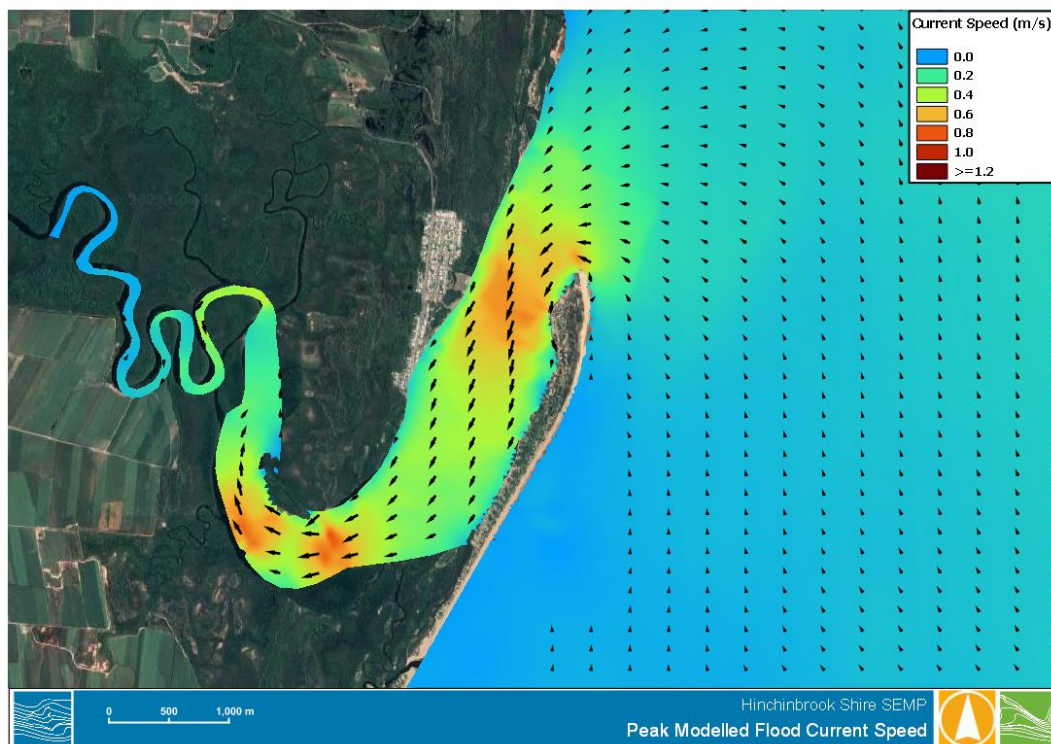 Current Speed (m/s)
0.0
0.2
0.4
0.6
0.8
1.0
>=1.2
0 500 1,000 m
Hinchinbrook Shire SEMP
Peak Modelled Flood Current Speed